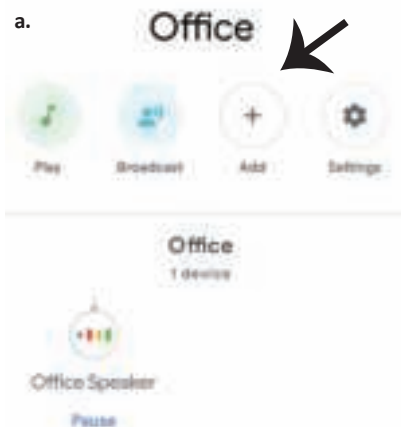 a.
Office
Play Broadcast Add Settings
Office
1 device
Office Speaker
Pause